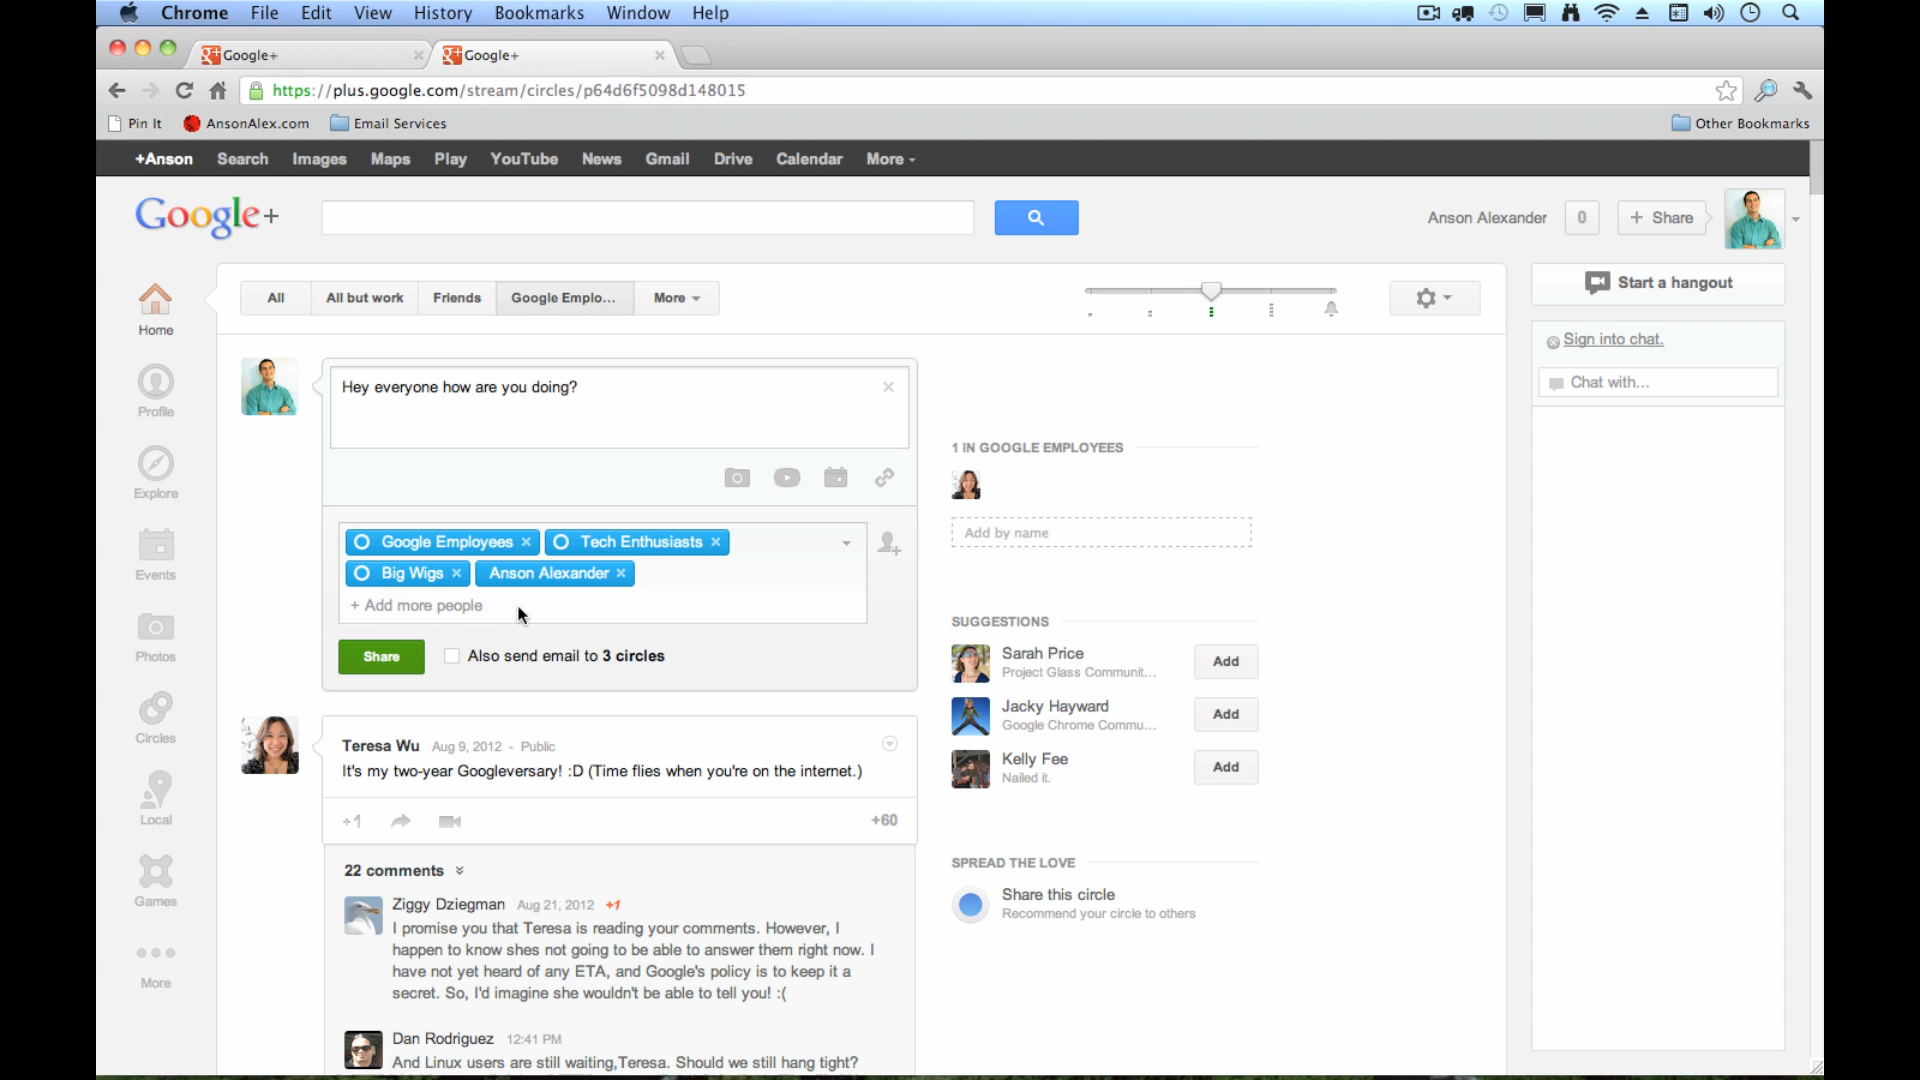 Chrome File Edit View History Bookmarks Window Help
Google+
Google+
https://plus.google.com/stream/circles/p64d6f5098d148015
Pin It AnsonAlex.com Email Services Other Bookmarks
+Anson Search Images Maps Play YouTube News Gmail Drive Calendar More
Google+
Anson Alexander 0 + Share
All All but work Friends Google Emplo... More
Start a hangout
Home
Sign into chat.
Chat with...
Profile
Explore
Events
Photos
Circles
Local
Games
More
Hey everyone how are you doing?
Google Employees × Tech Enthusiasts ×
Big Wigs × Anson Alexander ×
+ Add more people
Share Also send email to 3 circles
1 IN GOOGLE EMPLOYEES
Add by name
SUGGESTIONS
Sarah Price
Project Glass Communit...
Add
Jacky Hayward
Google Chrome Commu...
Add
Kelly Fee
Nailed it.
Add
SPREAD THE LOVE
Share this circle
Recommend your circle to others
Teresa Wu Aug 9, 2012 - Public
It's my two-year Googleversary! :D (Time flies when you're on the internet.)
+1 +60
22 comments
Ziggy Dziegman Aug 21, 2012 +1
I promise you that Teresa is reading your comments. However, I
happen to know shes not going to be able to answer them right now. I
have not yet heard of any ETA, and Google's policy is to keep it a
secret. So, I'd imagine she wouldn't be able to tell you! :(
Dan Rodriguez 12:41 PM
And Linux users are still waiting,Teresa. Should we still hang tight?